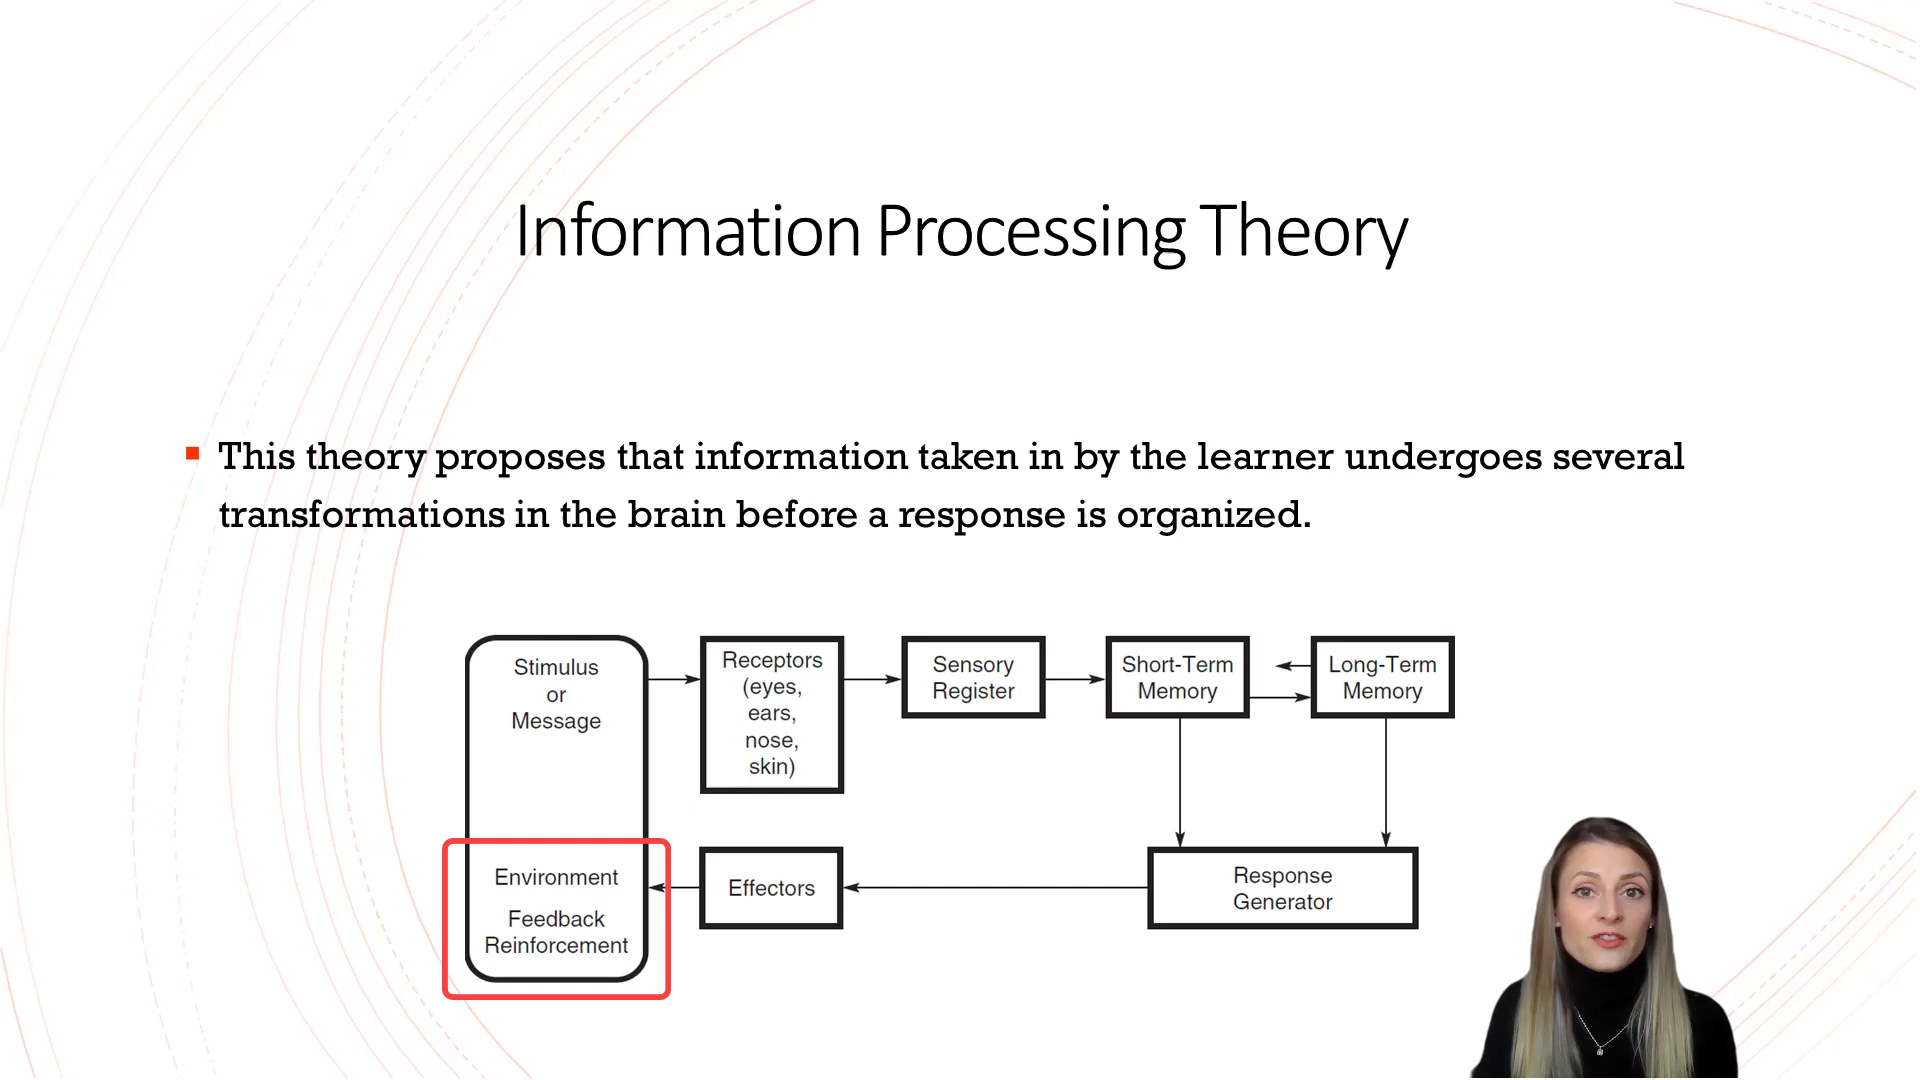 Information Processing Theory
This theory proposes that information taken in by the learner undergoes several
transformations in the brain before a response is organized.
Stimulus
or
Message
Receptors
(eyes,
ears,
nose,
skin)
Sensory
Register
Short-Term
Memory
Long-Term
Memory
Environment
Feedback
Reinforcement
Effectors
Response
Generator